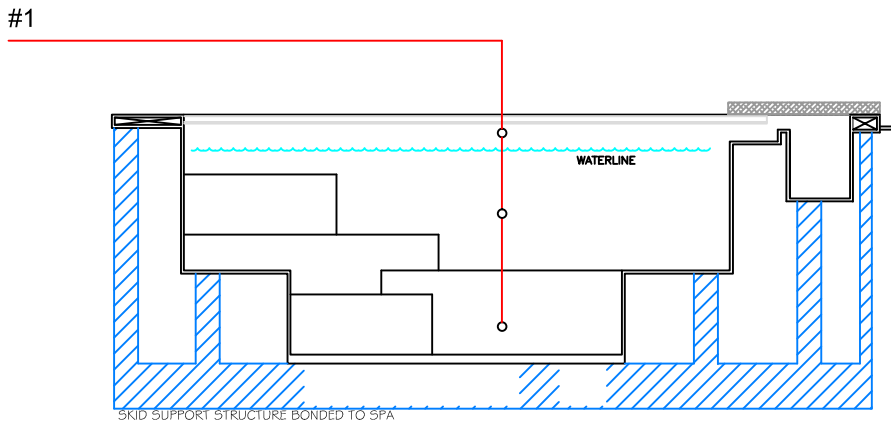 #1
WATERLINE
SKID SUPPORT STRUCTURE BONDED TO SPA